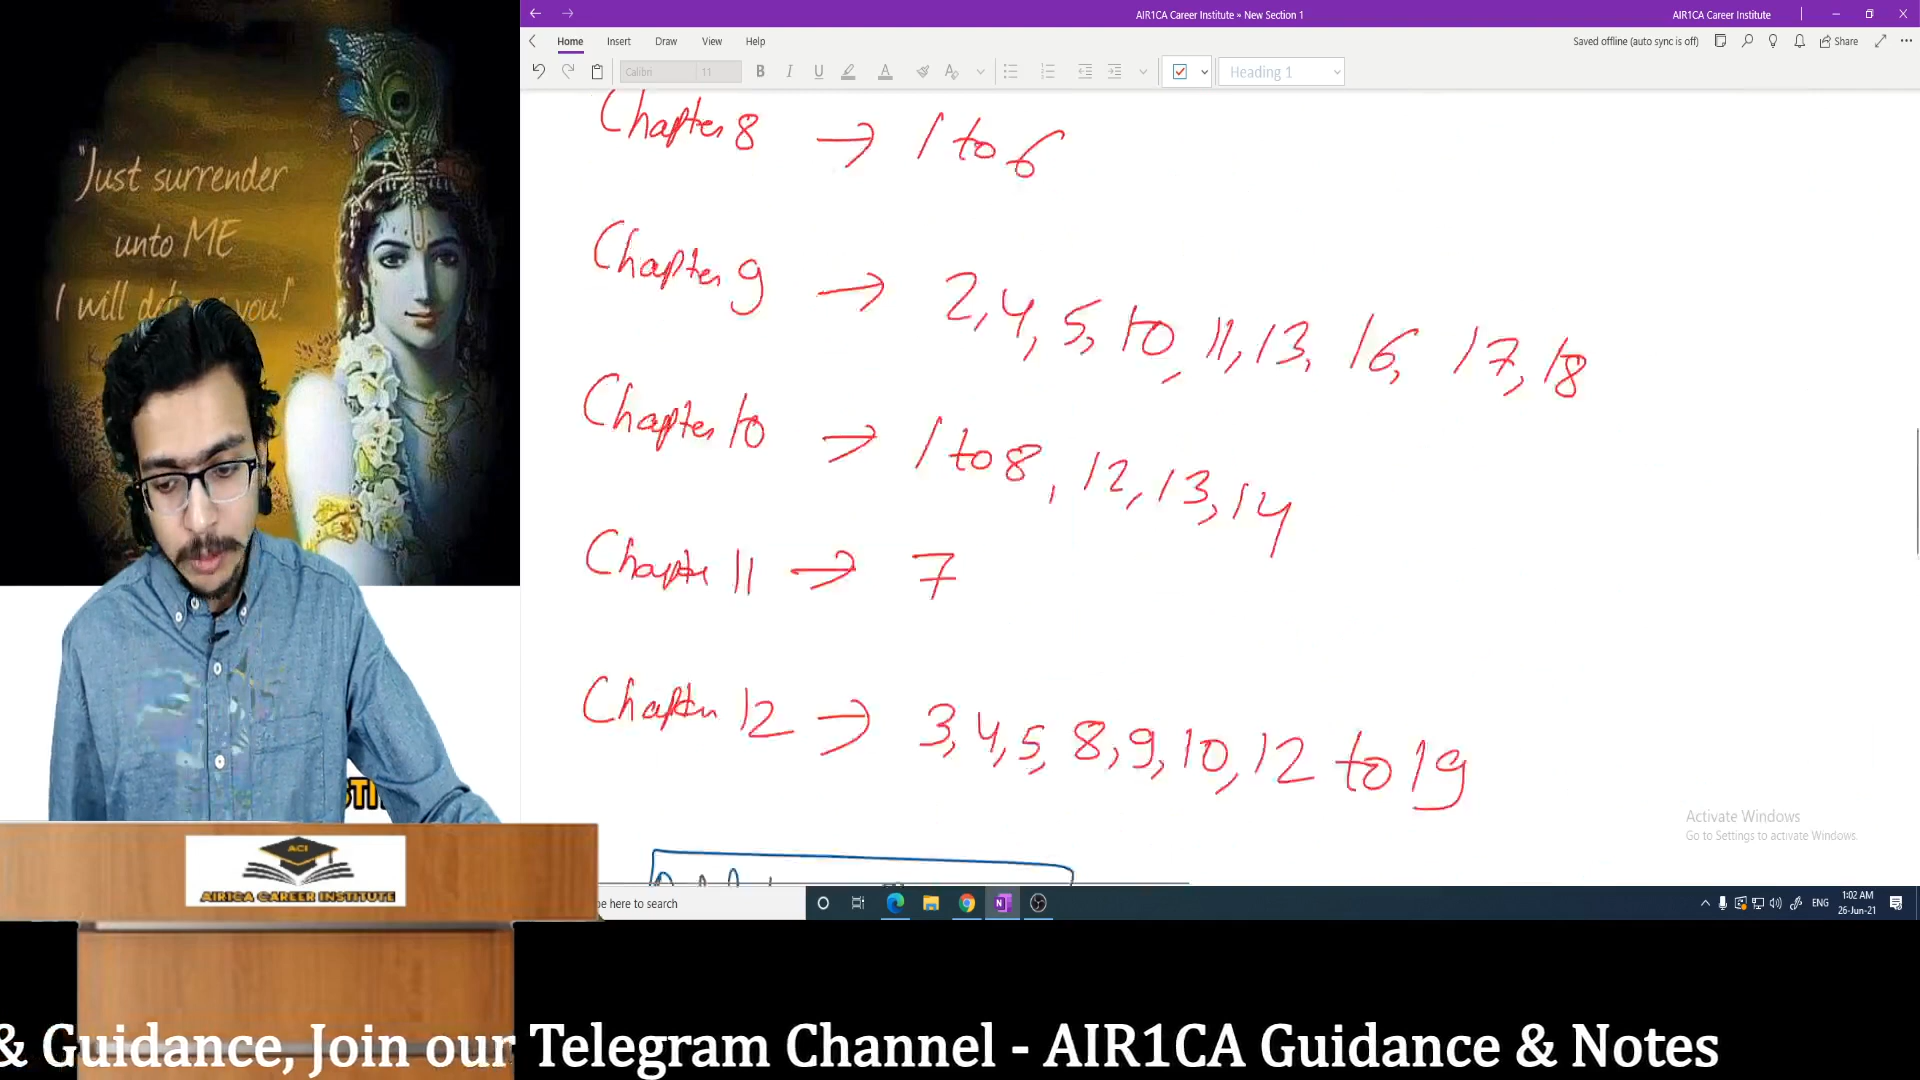 AIR1CA Career Institute » New Section 1
AIR1CA Career Institute
Home Insert Draw View Help
Saved offline (auto sync is off)
Share
Calibri 11
B I U
Heading 1
"Just surrender
unto ME
I will you!"
Chapter 8 → 1 to 6
Chapter 9 → 2, 4, 5, 10, 11, 13, 16, 17, 18
Chapter 10 → 1 to 8, 12, 13, 14
Chapter 11 → 7
Chapter 12 → 3, 4, 5, 8, 9, 10, 12 to 19
Activate Windows
Go to Settings to activate Windows.
ACI
AIR1CA CAREER INSTITUTE
pe here to search
ENG
1:02 AM
26-Jun-21
& Guidance, Join our Telegram Channel - AIR1CA Guidance & Notes